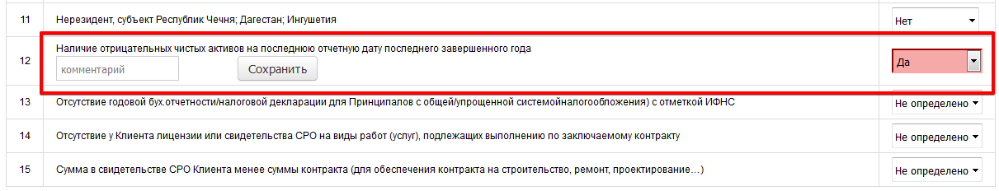 11 Нерезидент, субъект Республик Чечня; Дагестан; Ингушетия Нет
Наличие отрицательных чистых активов на последнюю отчетную дату последнего завершенного года
12 комментарий Сохранить Да
13 Отсутствие годовой бух.отчетности/налоговой декларации для Принципалов с общей/упрощенной системойналогообложения) с отметкой ИФНС Не определено
14 Отсутствие у Клиента лицензии или свидетельства СРО на виды работ (услуг), подлежащих выполнению по заключаемому контракту Не определено
15 Сумма в свидетельстве СРО Клиента менее суммы контракта (для обеспечения контракта на строительство, ремонт, проектирование…) Не определено